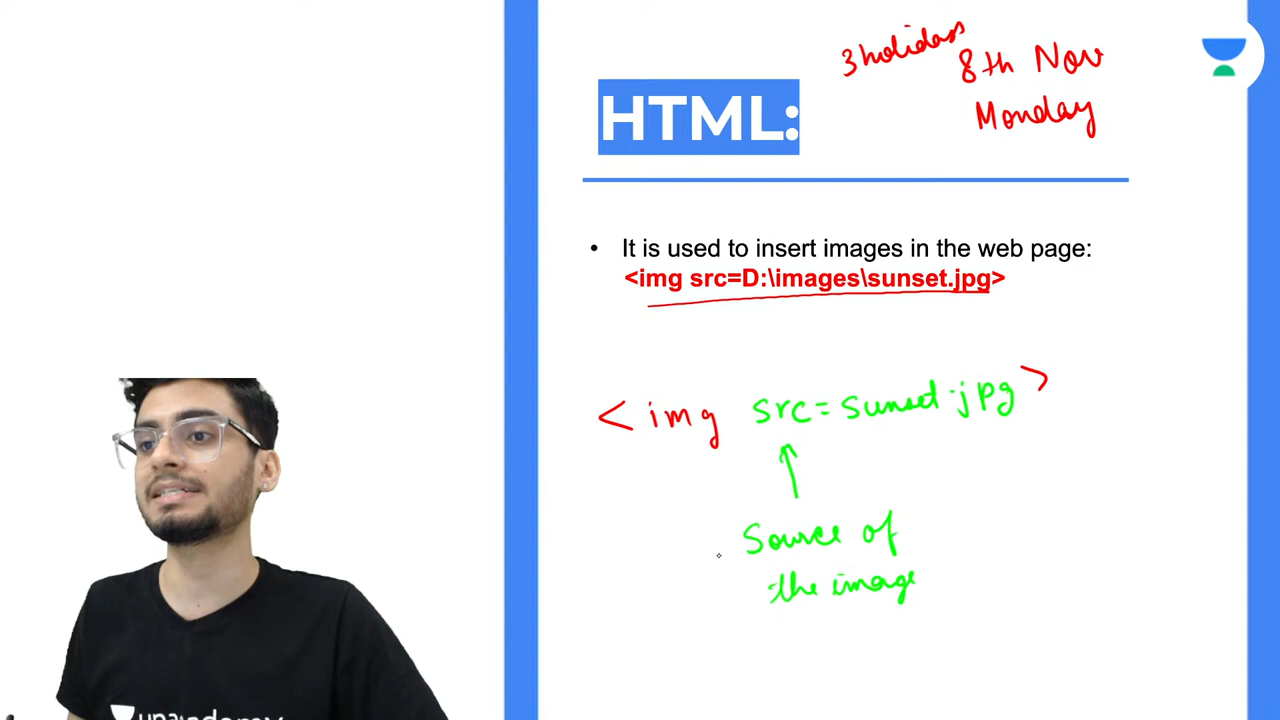 3 holidays
8th Nov
Monday
HTML:
• It is used to insert images in the web page:
<img src=D:\images\sunset.jpg>
<img src=sunset.jpg>
Source of
the image
unacademy